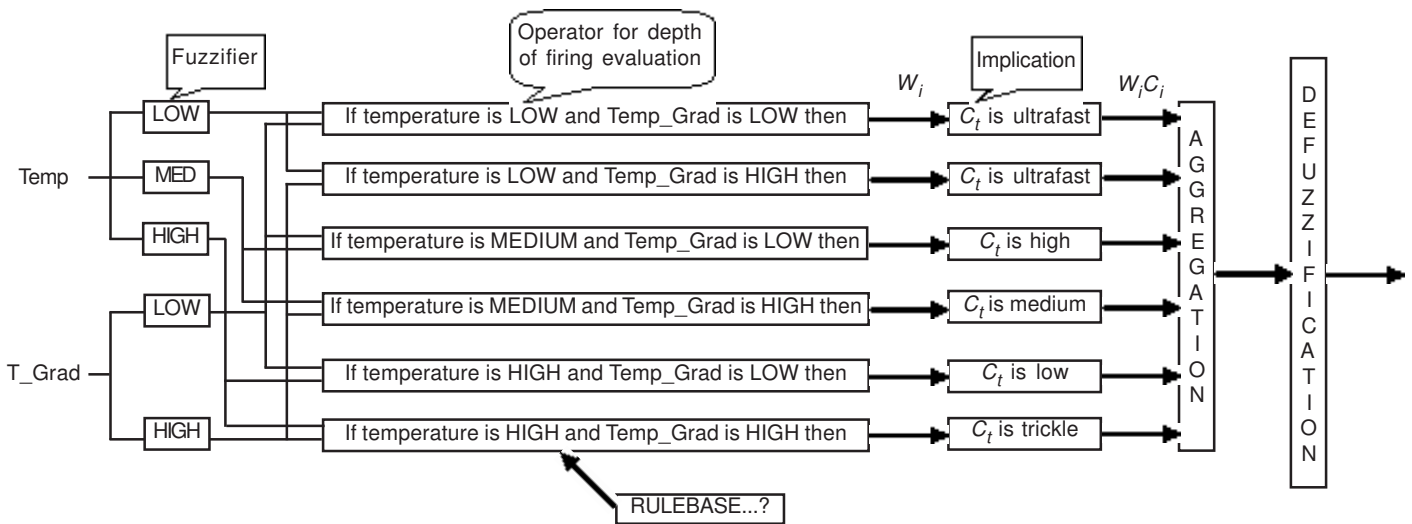 Fuzzifier
Operator for depth
of firing evaluation
Implication
W_i
W_iC_i
Temp
LOW
MED
HIGH
T_Grad
LOW
HIGH
If temperature is LOW and Temp_Grad is LOW then
C_t is ultrafast
If temperature is LOW and Temp_Grad is HIGH then
C_t is ultrafast
If temperature is MEDIUM and Temp_Grad is LOW then
C_t is high
If temperature is MEDIUM and Temp_Grad is HIGH then
C_t is medium
If temperature is HIGH and Temp_Grad is LOW then
C_t is low
If temperature is HIGH and Temp_Grad is HIGH then
C_t is trickle
RULEBASE...?
AGGREGATION
DEFUZZIFICATION